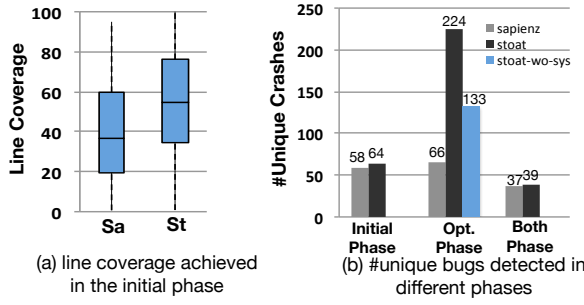 Line Coverage
100
80
60
40
20
0
Sa
St
(a) line coverage achieved
in the initial phase
#Unique Crashes
250
200
150
100
50
0
sapienz
stoat
stoat-wo-sys
58
64
66
224
133
37
39
Initial
Phase
Opt.
Phase
Both
Phase
(b) #unique bugs detected in
different phases